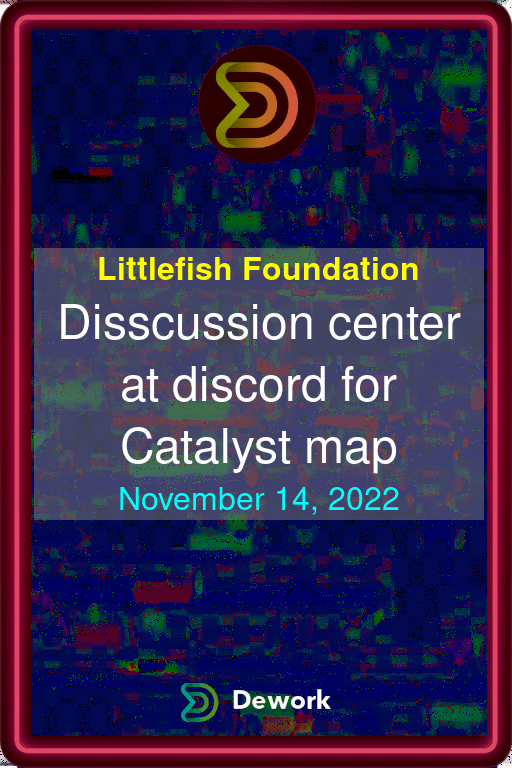 Littlefish Foundation
Disscussion center
at discord for
Catalyst map
November 14, 2022
Dework